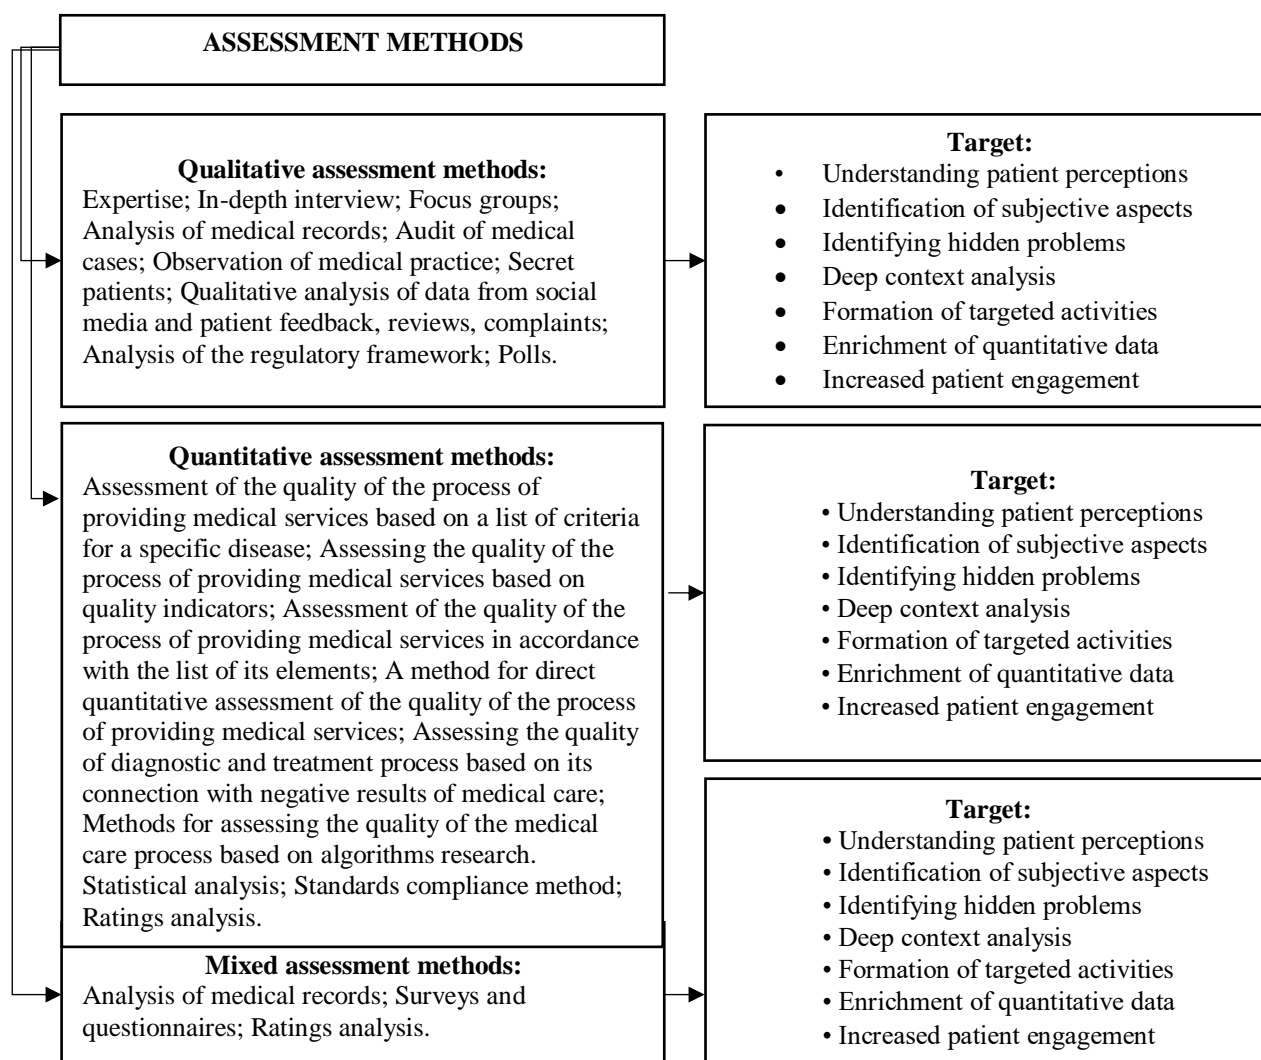 ASSESSMENT METHODS
Qualitative assessment methods:
Expertise; In-depth interview; Focus groups;
Analysis of medical records; Audit of medical
cases; Observation of medical practice; Secret
patients; Qualitative analysis of data from social
media and patient feedback, reviews, complaints;
Analysis of the regulatory framework; Polls.
Target:
• Understanding patient perceptions
• Identification of subjective aspects
• Identifying hidden problems
• Deep context analysis
• Formation of targeted activities
• Enrichment of quantitative data
• Increased patient engagement
Quantitative assessment methods:
Assessment of the quality of the process of
providing medical services based on a list of criteria
for a specific disease; Assessing the quality of the
process of providing medical services based on
quality indicators; Assessment of the quality of the
process of providing medical services in accordance
with the list of its elements; A method for direct
quantitative assessment of the quality of the process
of providing medical services; Assessing the quality
of diagnostic and treatment process based on its
connection with negative results of medical care;
Methods for assessing the quality of the medical
care process based on algorithms research.
Statistical analysis; Standards compliance method;
Ratings analysis.
Target:
• Understanding patient perceptions
• Identification of subjective aspects
• Identifying hidden problems
• Deep context analysis
• Formation of targeted activities
• Enrichment of quantitative data
• Increased patient engagement
Mixed assessment methods:
Analysis of medical records; Surveys and
questionnaires; Ratings analysis.
Target:
• Understanding patient perceptions
• Identification of subjective aspects
• Identifying hidden problems
• Deep context analysis
• Formation of targeted activities
• Enrichment of quantitative data
• Increased patient engagement